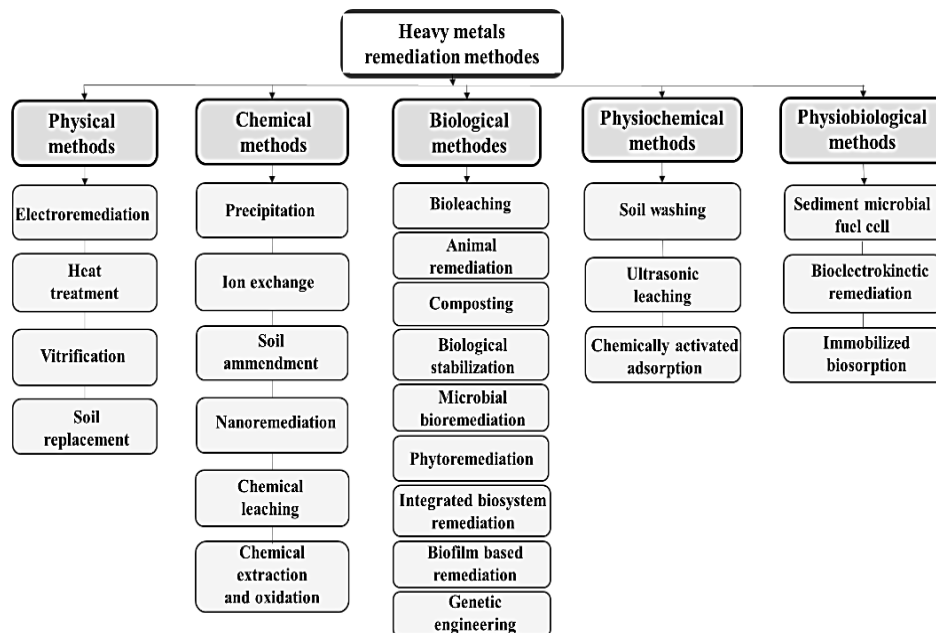 Heavy metals
remediation methodes
Physical
methods
Electroremediation
Heat
treatment
Vitrification
Soil
replacement
Chemical
methods
Precipitation
Ion exchange
Soil
ammendment
Nanoremediation
Chemical
leaching
Chemical
extraction
and oxidation
Biological
methodes
Bioleaching
Animal
remediation
Composting
Biological
stabilization
Microbial
bioremediation
Phytoremediation
Integrated biosystem
remediation
Biofilm based
remediation
Genetic
engineering
Physiochemical
methods
Soil washing
Ultrasonic
leaching
Chemically activated
adsorption
Physiobiological
methods
Sediment microbial
fuel cell
Bioelectrokinetic
remediation
Immobilized
biosorption